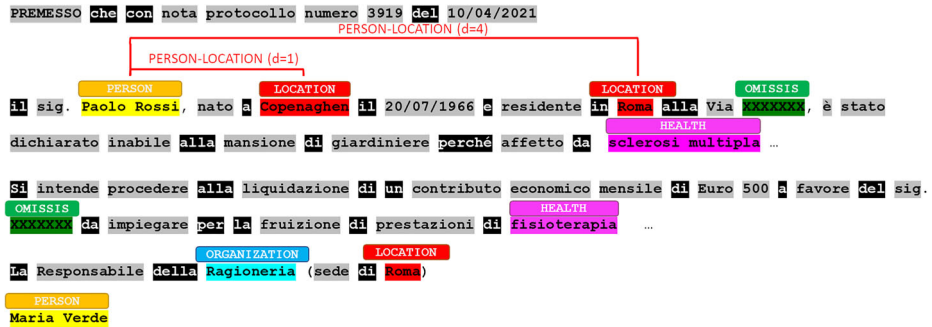 PREMESSO che con nota protocollo numero 3919 del 10/04/2021
PERSON-LOCATION (d=4)
PERSON-LOCATION (d=1)
PERSON LOCATION LOCATION OMISSIS
il sig. Paolo Rossi, nato a Copenaghen il 20/07/1966 e residente in Roma alla Via XXXXXXX, è stato
HEALTH
dichiarato inabile alla mansione di giardiniere perché affetto da sclerosi multipla …
Si intende procedere alla liquidazione di un contributo economico mensile di Euro 500 a favore del sig.
OMISSIS HEALTH
XXXXXXX da impiegare per la fruizione di prestazioni di fisioterapia …
ORGANIZATION LOCATION
La Responsabile della Ragioneria (sede di Roma)
PERSON
Maria Verde